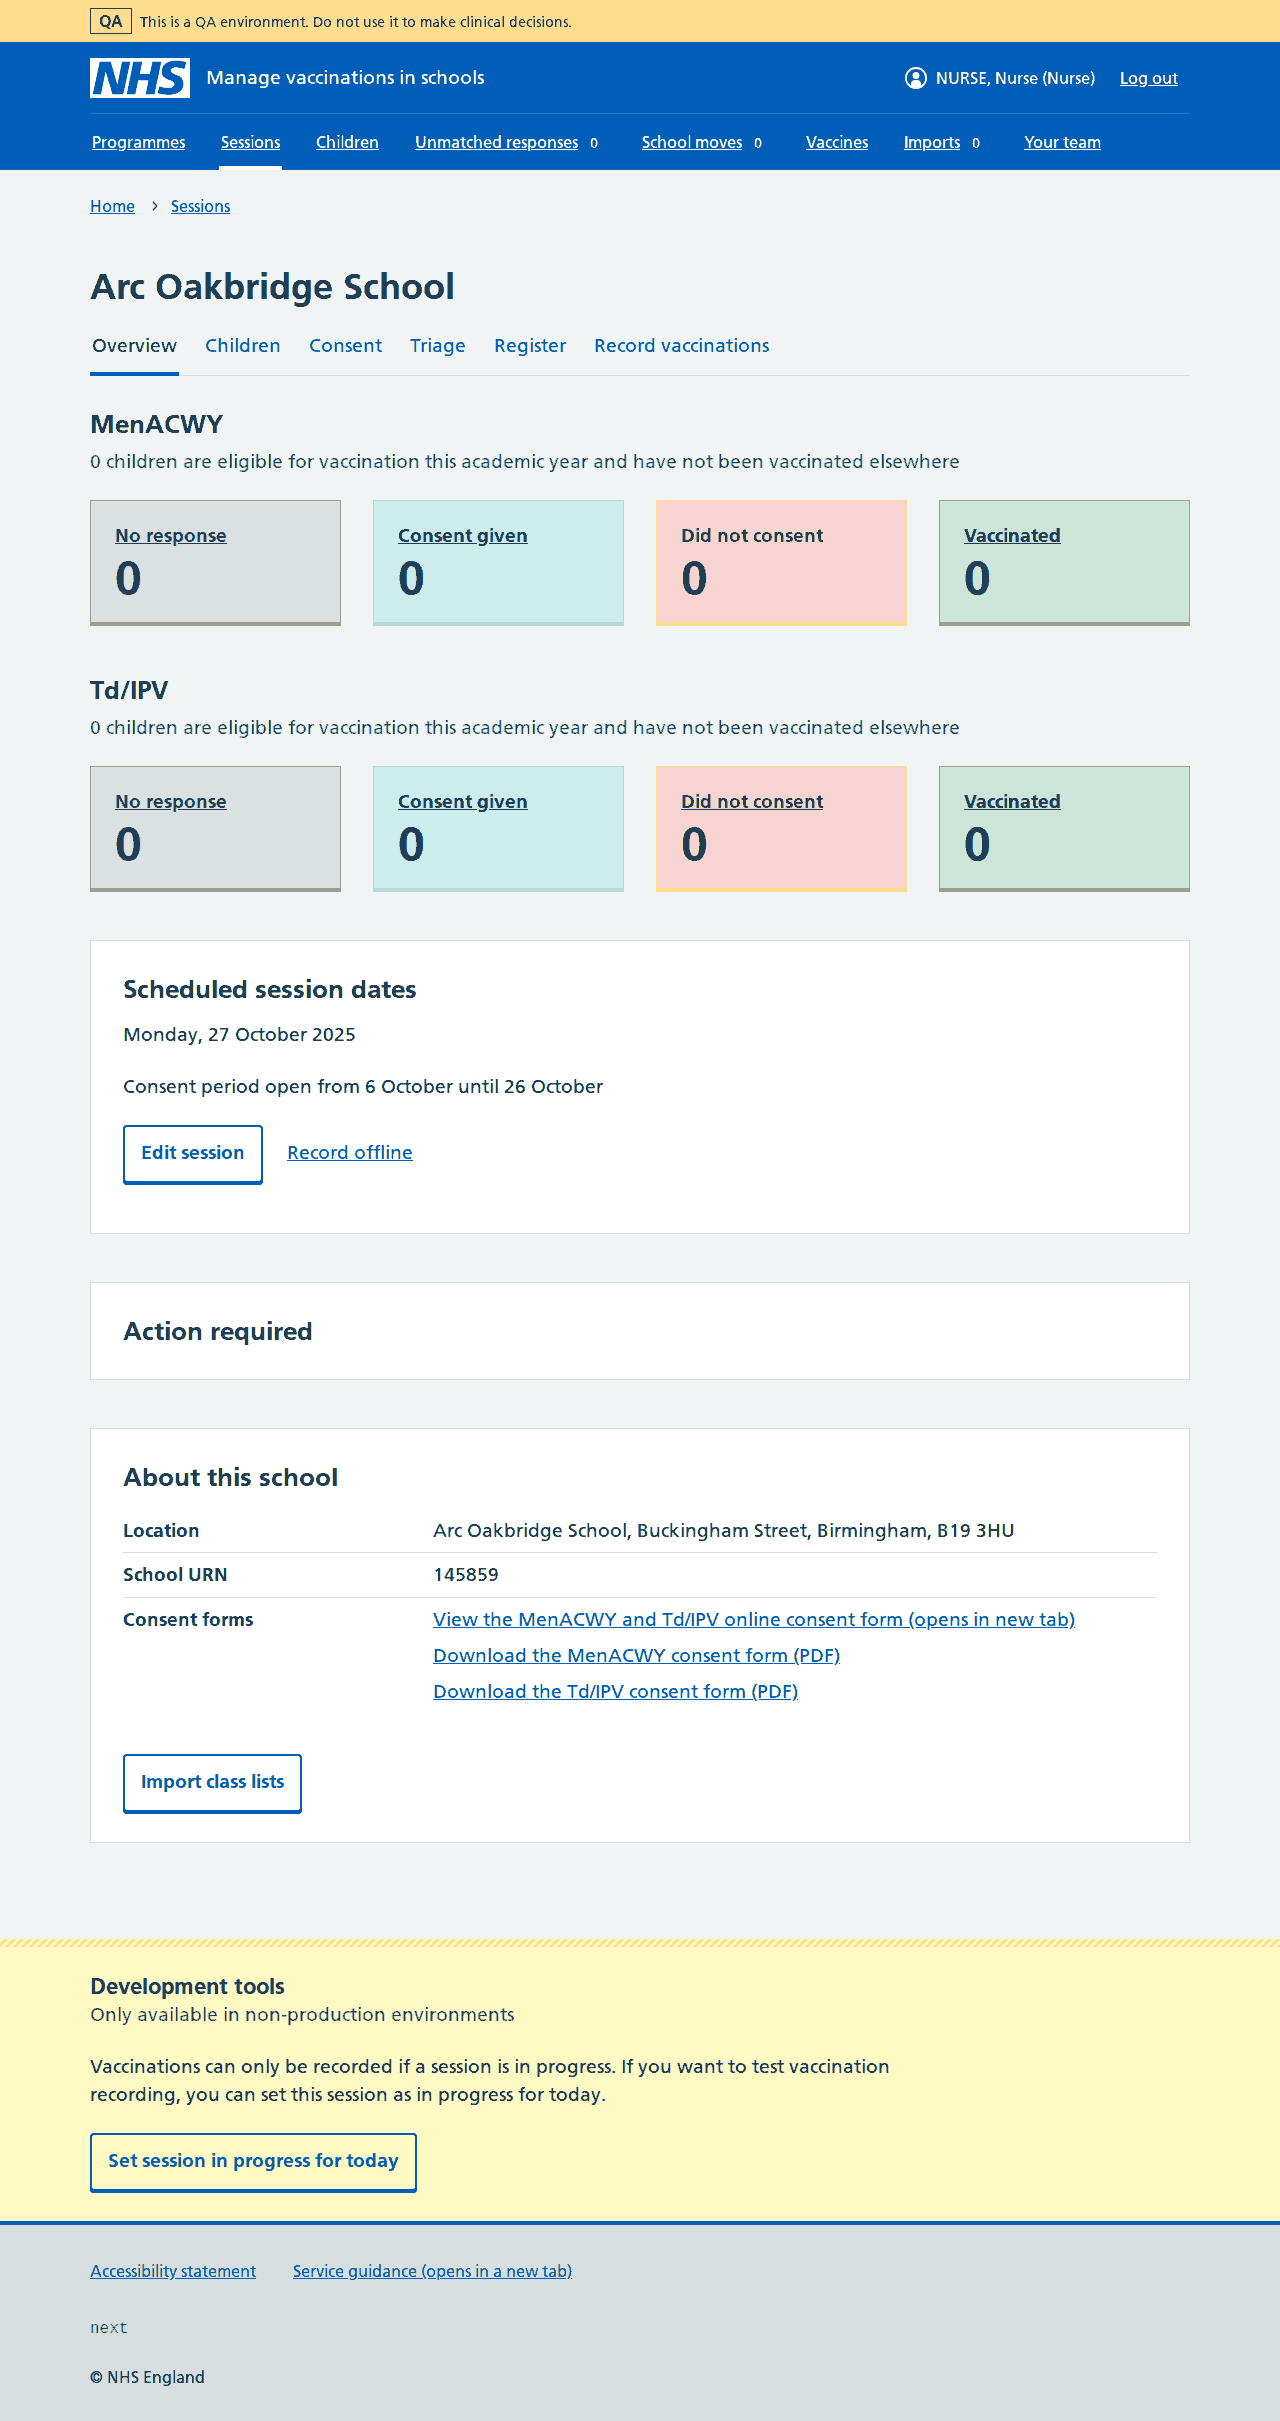 QA This is a QA environment. Do not use it to make clinical decisions.
NHS Manage vaccinations in schools NURSE, Nurse (Nurse) Log out
Programmes Sessions Children Unmatched responses 0 School moves 0 Vaccines Imports 0 Your team
Home Sessions
Arc Oakbridge School
Overview Children Consent Triage Register Record vaccinations
MenACWY
0 children are eligible for vaccination this academic year and have not been vaccinated elsewhere
No response Consent given Did not consent Vaccinated
0 0 0 0
Td/IPV
0 children are eligible for vaccination this academic year and have not been vaccinated elsewhere
No response Consent given Did not consent Vaccinated
0 0 0 0
Scheduled session dates
Monday, 27 October 2025
Consent period open from 6 October until 26 October
Edit session Record offline
Action required
About this school
Location Arc Oakbridge School, Buckingham Street, Birmingham, B19 3HU
School URN 145859
Consent forms View the MenACWY and Td/IPV online consent form (opens in new tab)
Download the MenACWY consent form (PDF)
Download the Td/IPV consent form (PDF)
Import class lists
Development tools
Only available in non-production environments
Vaccinations can only be recorded if a session is in progress. If you want to test vaccination
recording, you can set this session as in progress for today.
Set session in progress for today
Accessibility statement Service guidance (opens in a new tab)
next
© NHS England